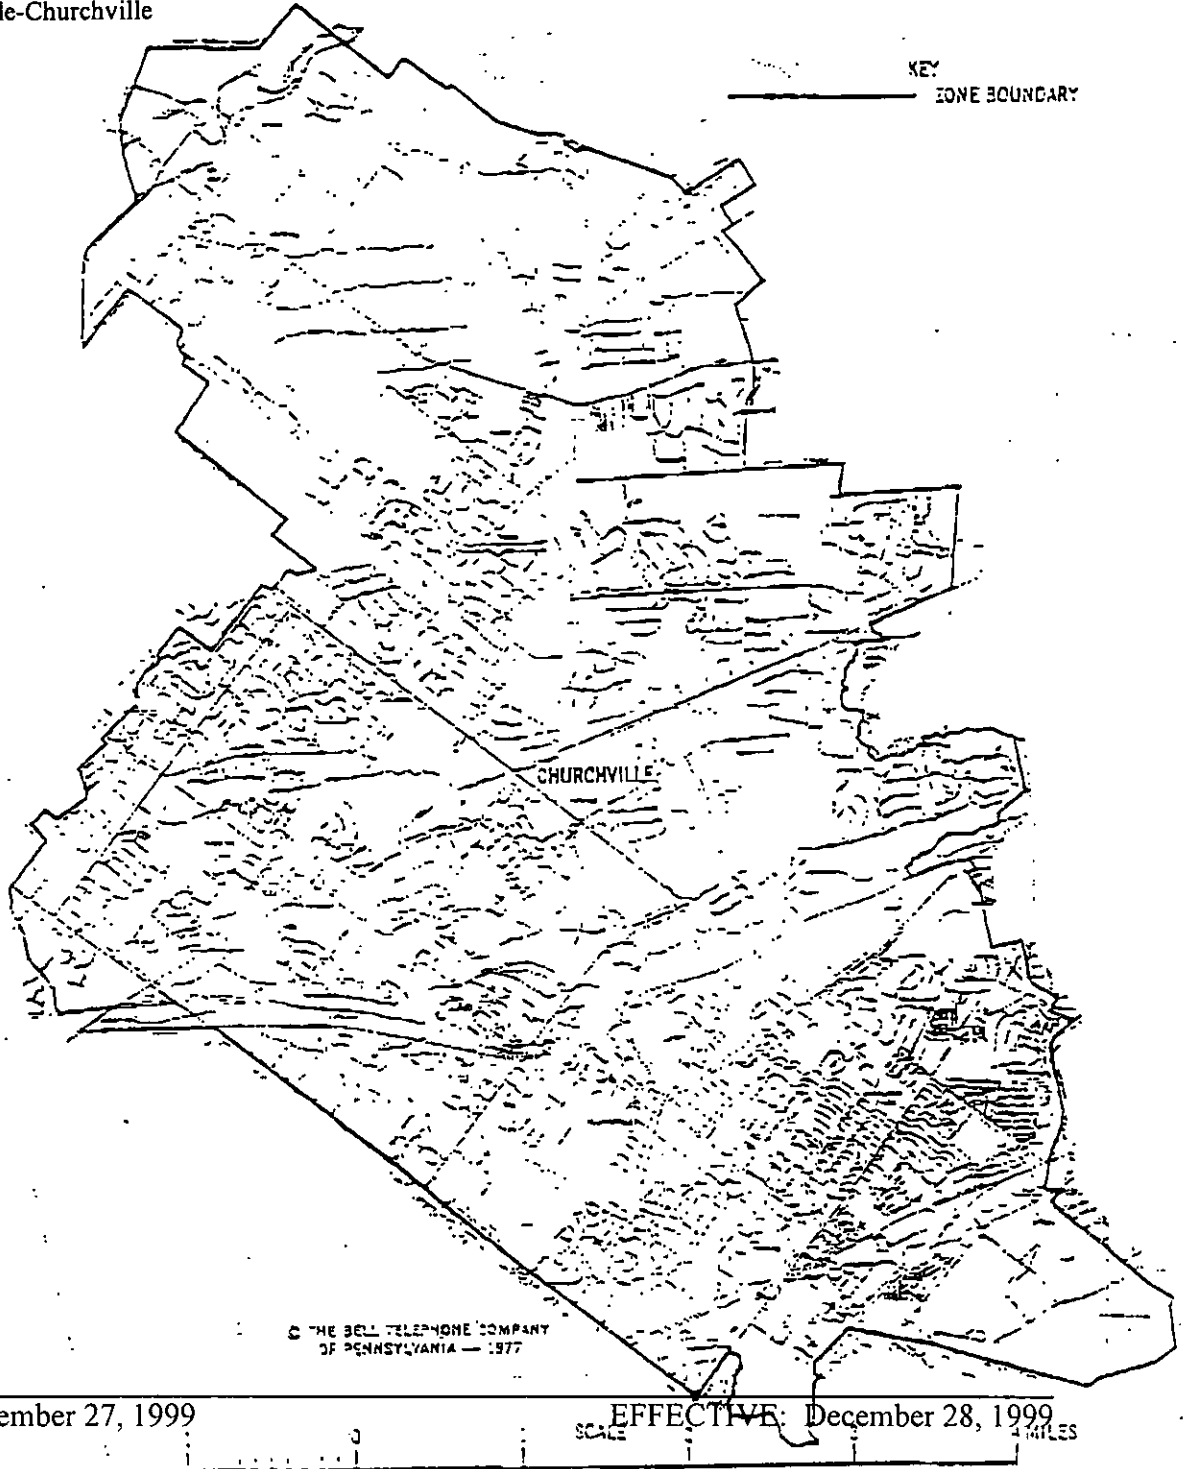 le-Churchville
KEY
ZONE BOUNDARY
CHURCHVILLE
© THE BELL TELEPHONE COMPANY
OF PENNSYLVANIA — 1977
ember 27, 1999
EFFECTIVE: December 28, 1999
SCALE
MILES